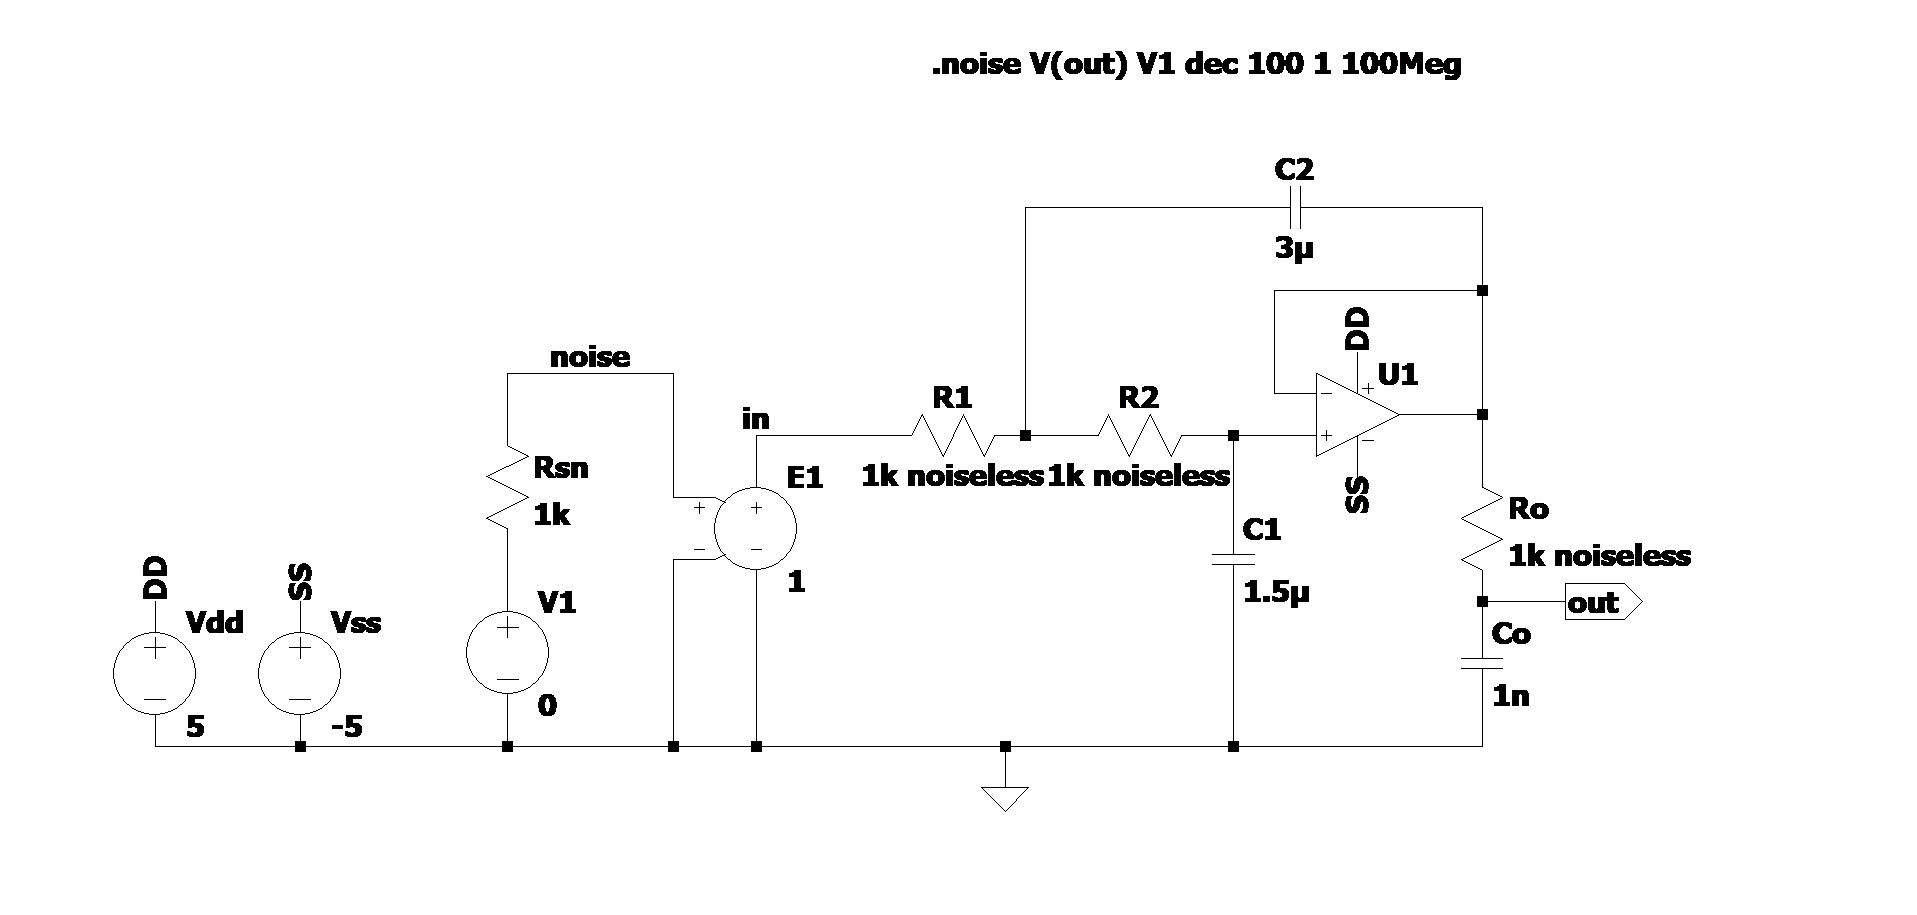 .noise V(out) V1 dec 100 1 100Meg
C2
3µ
DD
U1
noise
in
R1
R2
Rsn
1k
E1
1k noiseless
1k noiseless
SS
Ro
1k noiseless
C1
1.5µ
1
DD
SS
V1
out
Vdd
Vss
Co
0
1n
5
-5